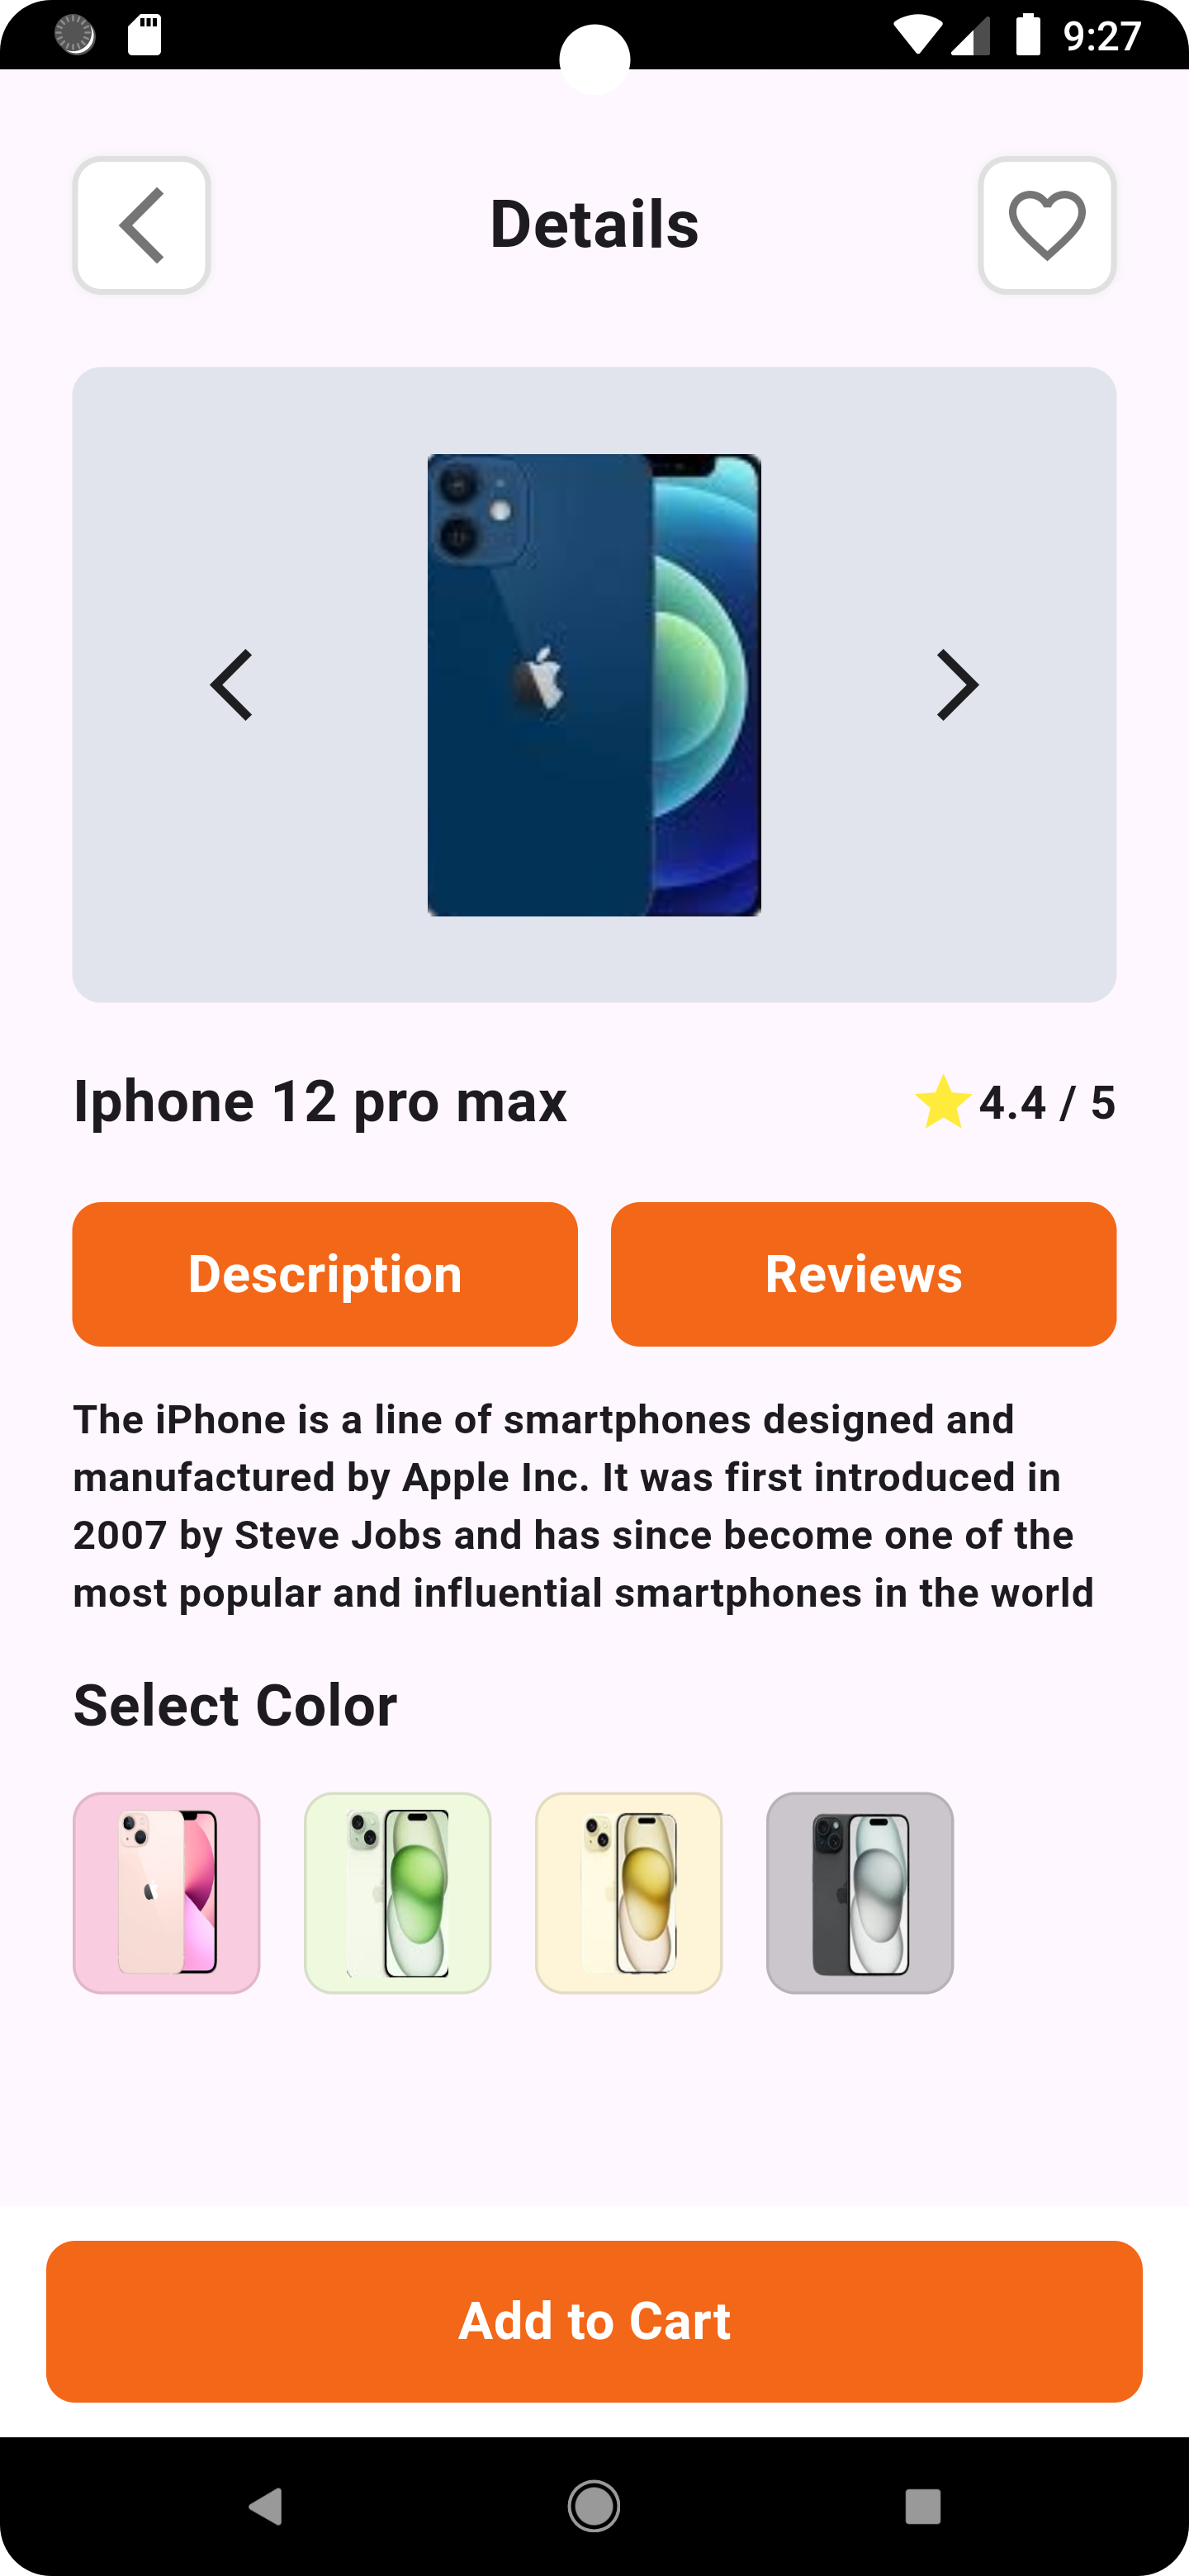 9:27
Details
Iphone 12 pro max
4.4 / 5
Description
Reviews
The iPhone is a line of smartphones designed and
manufactured by Apple Inc. It was first introduced in
2007 by Steve Jobs and has since become one of the
most popular and influential smartphones in the world
Select Color
Add to Cart